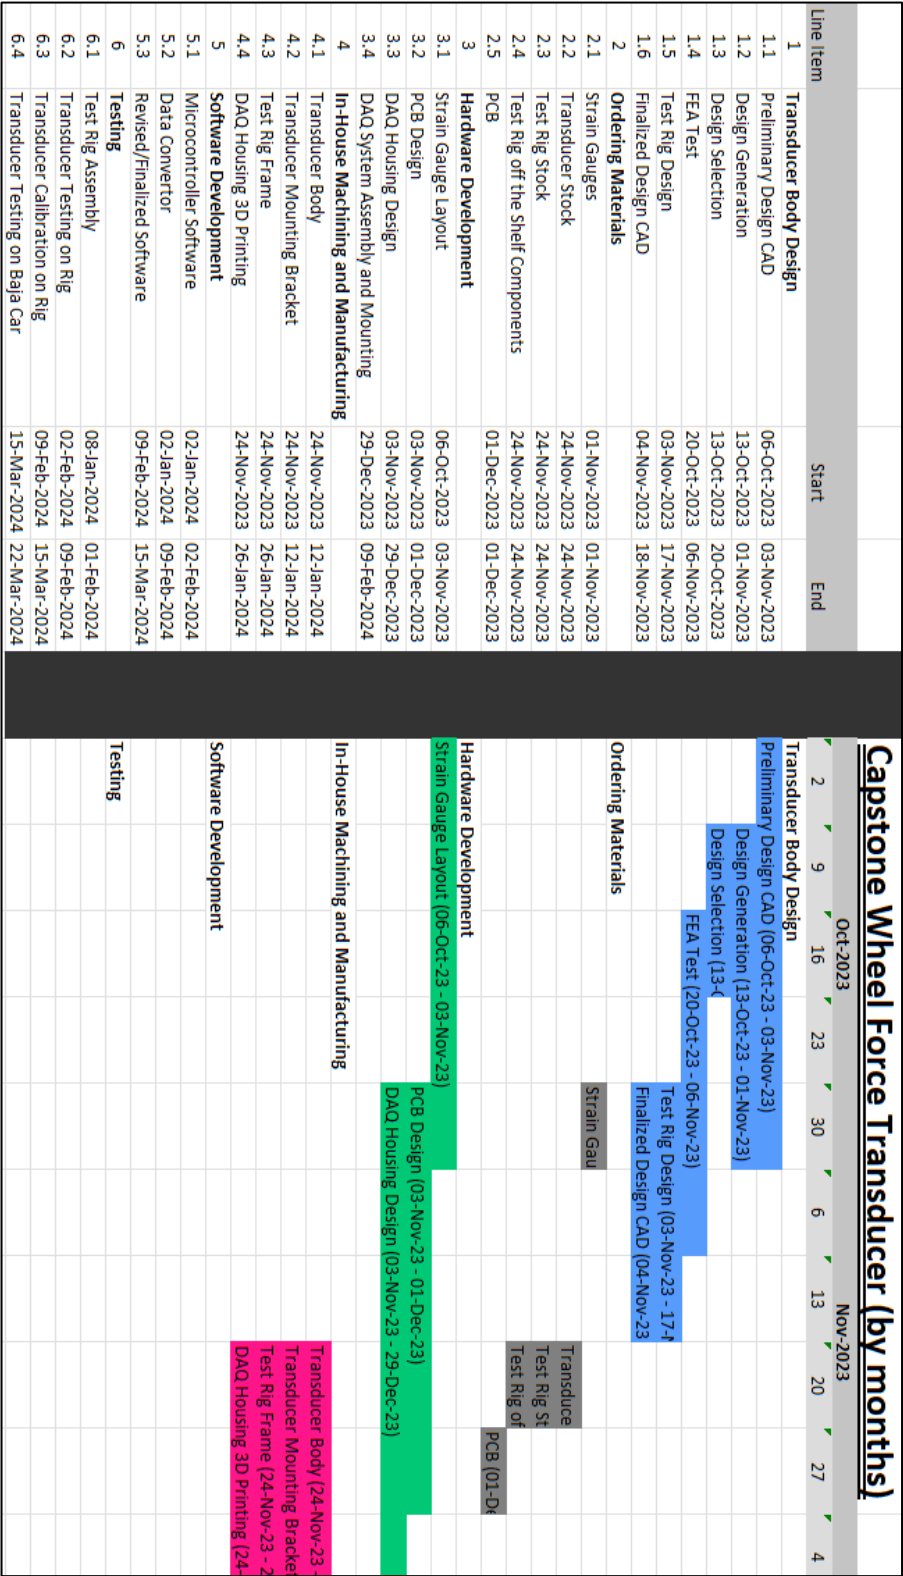 Capstone Wheel Force Transducer (by months)
Oct-2023 Nov-2023
Line Item Start End 2 9 16 23 30 6 13 20 27 4
1 Transducer Body Design Transducer Body Design
1.1 Preliminary Design CAD 06-Oct-2023 03-Nov-2023 Preliminary Design CAD (06-Oct-23 - 03-Nov-23)
1.2 Design Generation 13-Oct-2023 01-Nov-2023 Design Generation (13-Oct-23 - 01-Nov-23)
1.3 Design Selection 13-Oct-2023 20-Oct-2023 Design Selection (13-
1.4 FEA Test 20-Oct-2023 06-Nov-2023 FEA Test (20-Oct-23 - 06-Nov-23)
1.5 Test Rig Design 03-Nov-2023 17-Nov-2023 Test Rig Design (03-Nov-23 - 17-
1.6 Finalized Design CAD 04-Nov-2023 18-Nov-2023 Finalized Design CAD (04-Nov-23
2 Ordering Materials Ordering Materials
2.1 Strain Gauges 01-Nov-2023 01-Nov-2023 Strain Gau
2.2 Transducer Stock 24-Nov-2023 24-Nov-2023 Transduce
2.3 Test Rig Stock 24-Nov-2023 24-Nov-2023 Test Rig St
2.4 Test Rig off the Shelf Components 24-Nov-2023 24-Nov-2023 Test Rig of
2.5 PCB 01-Dec-2023 01-Dec-2023 PCB (01-De
3 Hardware Development Hardware Development
3.1 Strain Gauge Layout 06-Oct-2023 03-Nov-2023 Strain Gauge Layout (06-Oct-23 - 03-Nov-23)
3.2 PCB Design 03-Nov-2023 01-Dec-2023 PCB Design (03-Nov-23 - 01-Dec-23)
3.3 DAQ Housing Design 03-Nov-2023 29-Dec-2023 DAQ Housing Design (03-Nov-23 - 29-Dec-23)
3.4 DAQ System Assembly and Mounting 29-Dec-2023 09-Feb-2024
4 In-House Machining and Manufacturing In-House Machining and Manufacturing
4.1 Transducer Body 24-Nov-2023 12-Jan-2024 Transducer Body (24-Nov-23 -
4.2 Transducer Mounting Bracket 24-Nov-2023 12-Jan-2024 Transducer Mounting Bracket
4.3 Test Rig Frame 24-Nov-2023 26-Jan-2024 Test Rig Frame (24-Nov-23 - 2
4.4 DAQ Housing 3D Printing 24-Nov-2023 26-Jan-2024 DAQ Housing 3D Printing (24-
5 Software Development Software Development
5.1 Microcontroller Software 02-Jan-2024 02-Feb-2024
5.2 Data Convertor 02-Jan-2024 09-Feb-2024
5.3 Revised/Finalized Software 09-Feb-2024 15-Mar-2024
6 Testing Testing
6.1 Test Rig Assembly 08-Jan-2024 01-Feb-2024
6.2 Transducer Testing on Rig 02-Feb-2024 09-Feb-2024
6.3 Transducer Calibration on Rig 09-Feb-2024 15-Mar-2024
6.4 Transducer Testing on Baja Car 15-Mar-2024 22-Mar-2024